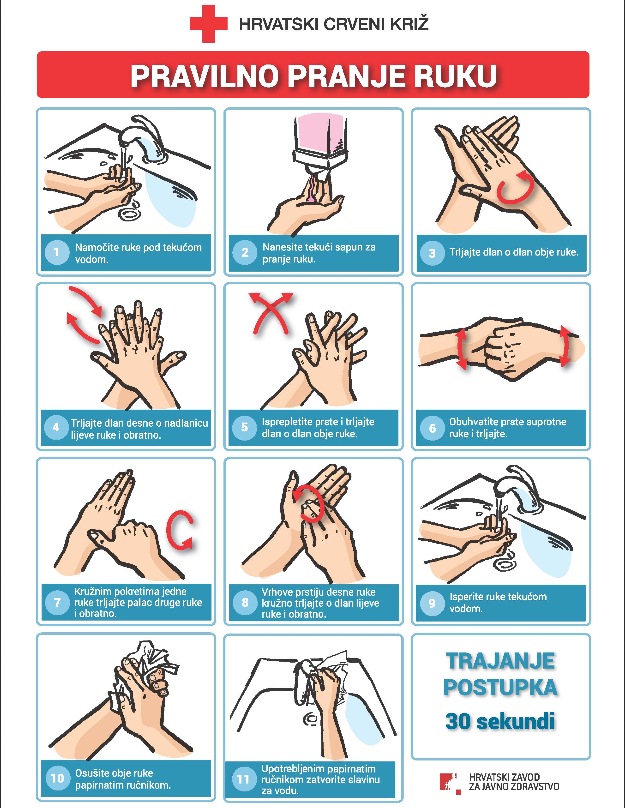 HRVATSKI CRVENI KRIŽ
PRAVILNO PRANJE RUKU
1 Namočite ruke pod tekućom
vodom.
2 Nanesite tekući sapun za
pranje ruku.
3 Trljajte dlan o dlan obje ruke.
4 Trljajte dlan desne o nadlanicu
lijeve ruke i obratno.
5 Isprepletite prste i trljajte
dlan o dlan obje ruke.
6 Obuhvatite prste suprotne
ruke i trljajte.
7 Kružnim pokretima jedne
ruke trljajte palac druge ruke
i obratno.
8 Vrhove prstiju desne ruke
kružno trljajte o dlan lijeve
ruke i obratno.
9 Isperite ruke tekućom
vodom.
10 Osušite obje ruke
papirnatim ručnikom.
11 Upotrebljenim papirnatim
ručnikom zatvorite slavinu
za vodu.
TRAJANJE
POSTUPKA
30 sekundi
HRVATSKI ZAVOD
ZA JAVNO ZDRAVSTVO